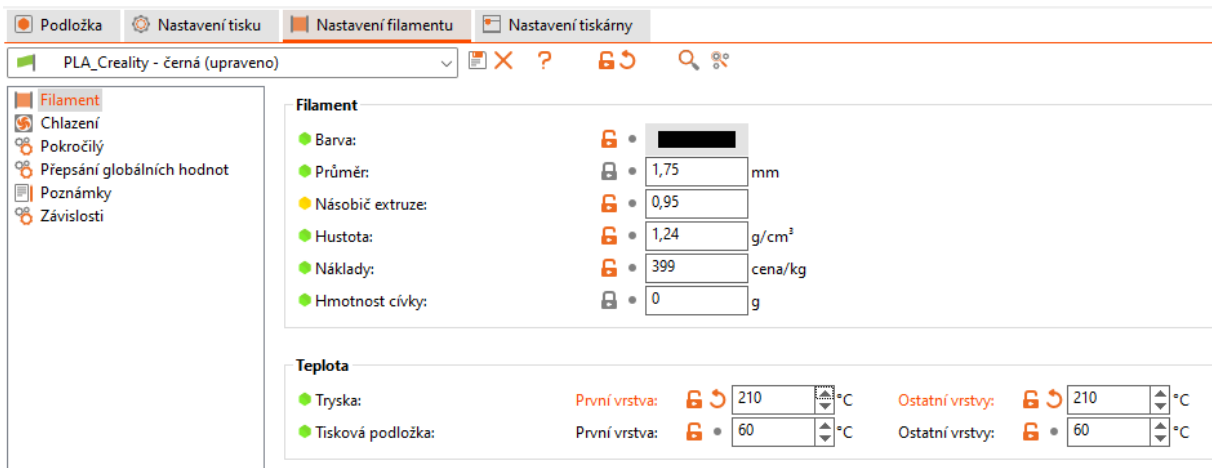 Podložka Nastavení tisku Nastavení filamentu Nastavení tiskárny
PLA_Creality - černá (upraveno) ?
Filament
Chlazení
Pokročilý
Přepsání globálních hodnot
Poznámky
Závislosti
Filament
Barva:
Průměr: 1,75 mm
Násobič extruze: 0,95
Hustota: 1,24 g/cm³
Náklady: 399 cena/kg
Hmotnost cívky: 0 g
Teplota
Tryska: První vrstva: 210 °C Ostatní vrstvy: 210 °C
Tisková podložka: První vrstva: 60 °C Ostatní vrstvy: 60 °C